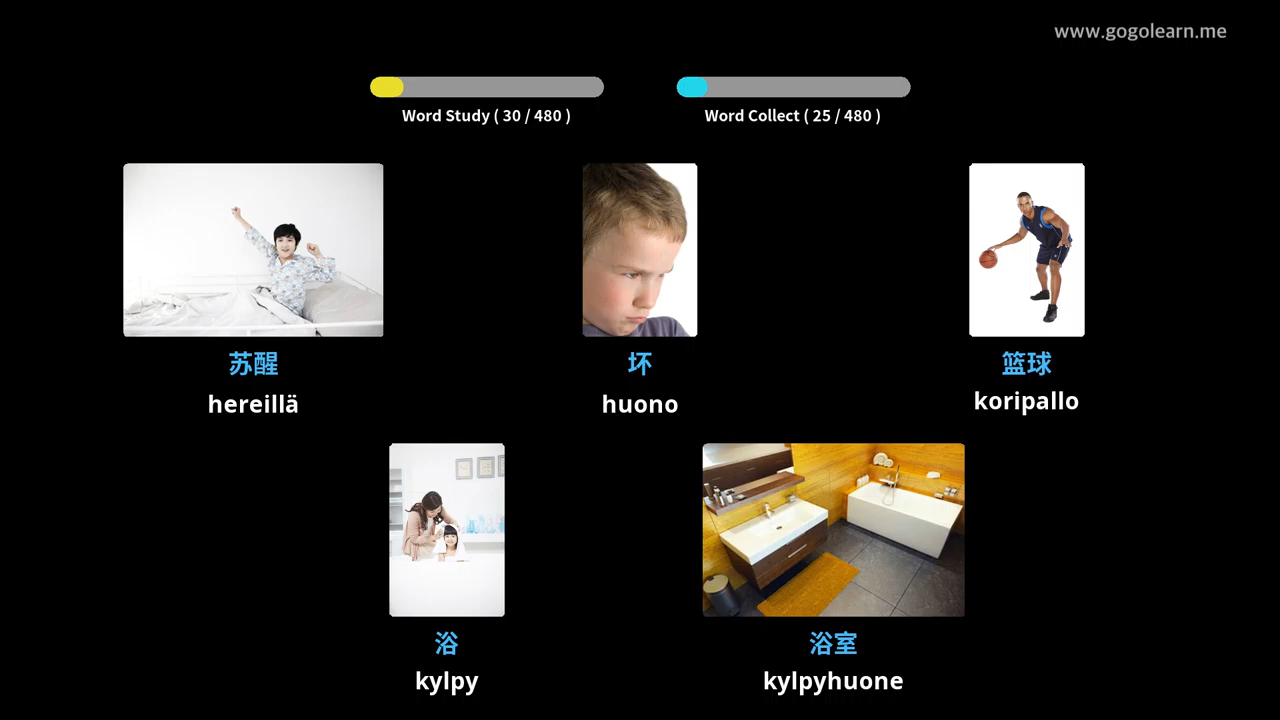 www.gogolearn.me
Word Study ( 30 / 480 )
Word Collect ( 25 / 480 )
苏醒
坏
篮球
hereillä
huono
koripallo
浴
浴室
kylpy
kylpyhuone